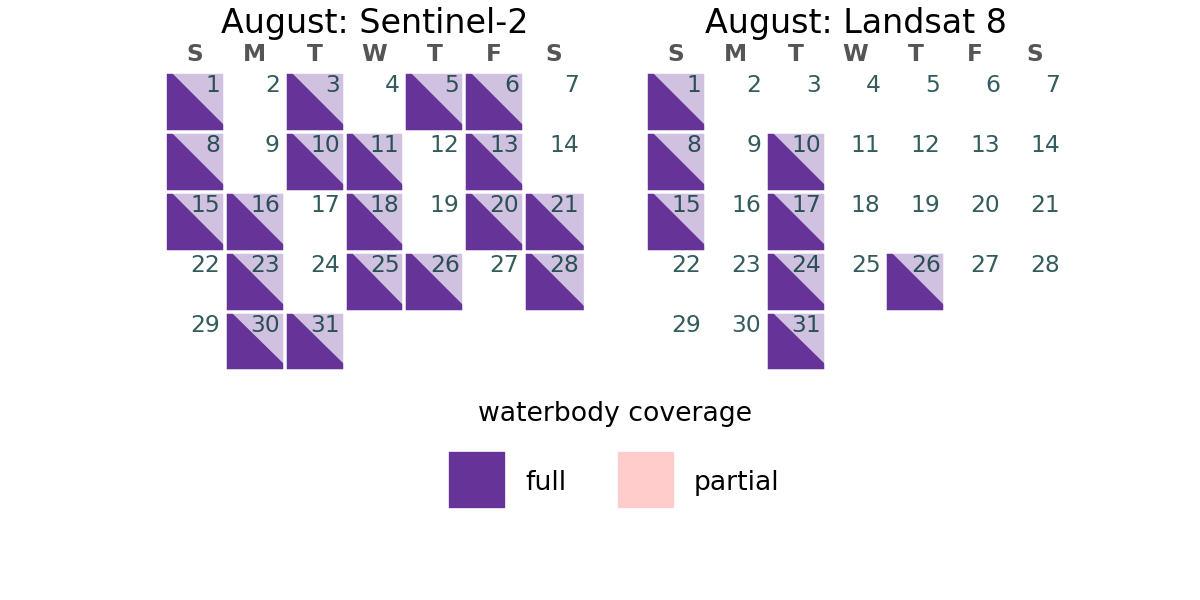 August: Sentinel-2
S M T W T F S
1 2 3 4 5 6 7
8 9 10 11 12 13 14
15 16 17 18 19 20 21
22 23 24 25 26 27 28
29 30 31
August: Landsat 8
S M T W T F S
1 2 3 4 5 6 7
8 9 10 11 12 13 14
15 16 17 18 19 20 21
22 23 24 25 26 27 28
29 30 31
waterbody coverage
full partial